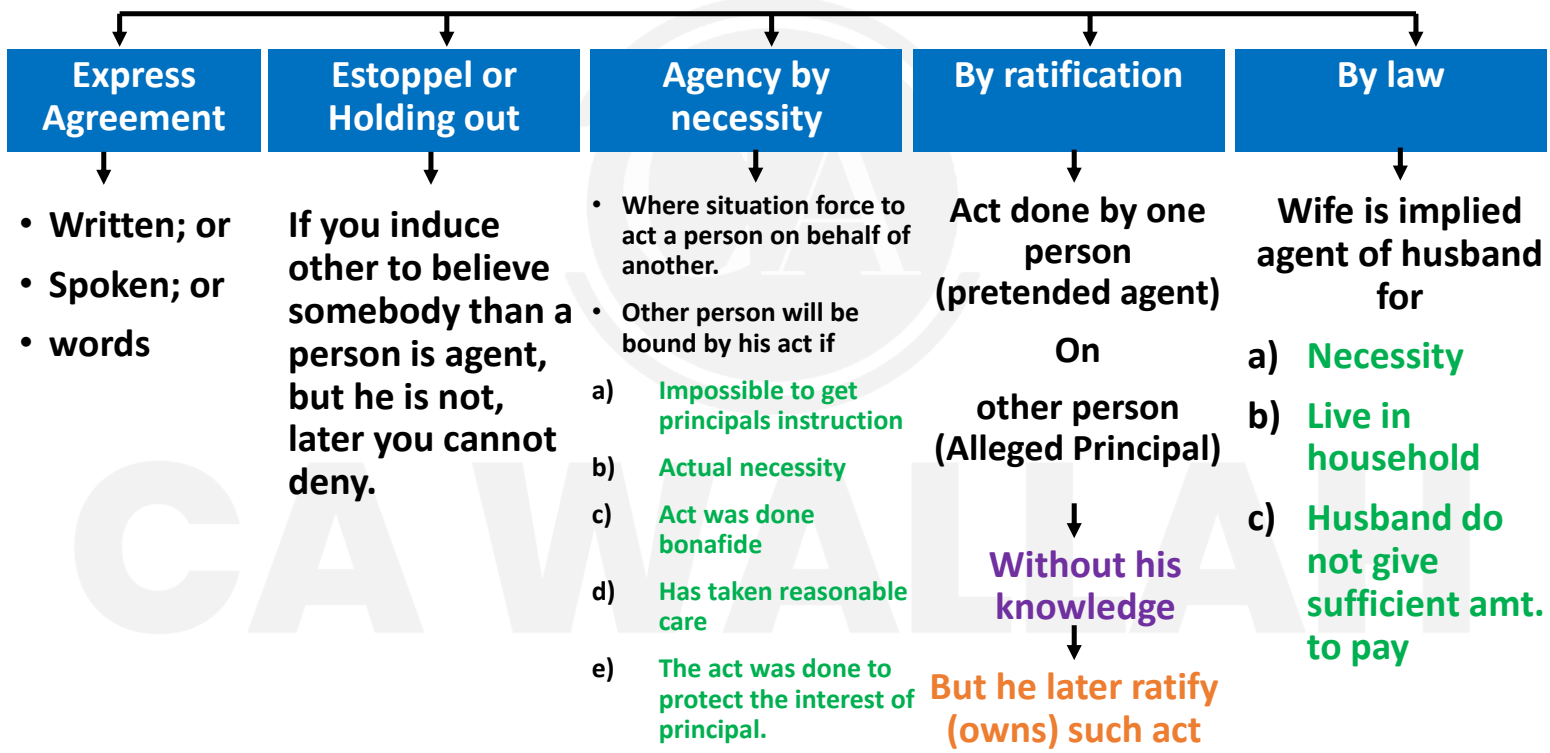 Express
Agreement
• Written; or
• Spoken; or
• words
Estoppel or
Holding out
If you induce
other to believe
somebody than a
person is agent,
but he is not,
later you cannot
deny.
Agency by
necessity
• Where situation force to
act a person on behalf of
another.
• Other person will be
bound by his act if
a) Impossible to get
principals instruction
b) Actual necessity
c) Act was done
bonafide
d) Has taken reasonable
care
e) The act was done to
protect the interest of
principal.
By ratification
Act done by one
person
(pretended agent)
On
other person
(Alleged Principal)
Without his
knowledge
But he later ratify
(owns) such act
By law
Wife is implied
agent of husband
for
a) Necessity
b) Live in
household
c) Husband do
not give
sufficient amt.
to pay
CA WALLAH